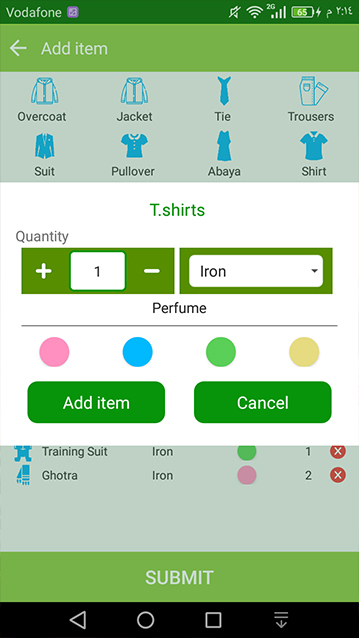 Vodafone 2G 65 م ٢:١٤
Add item
Overcoat Jacket Tie Trousers
Suit Pullover Abaya Shirt
T.shirts
Quantity
+ 1 − Iron
Perfume
Add item Cancel
Training Suit Iron 1
Ghotra Iron 2
SUBMIT